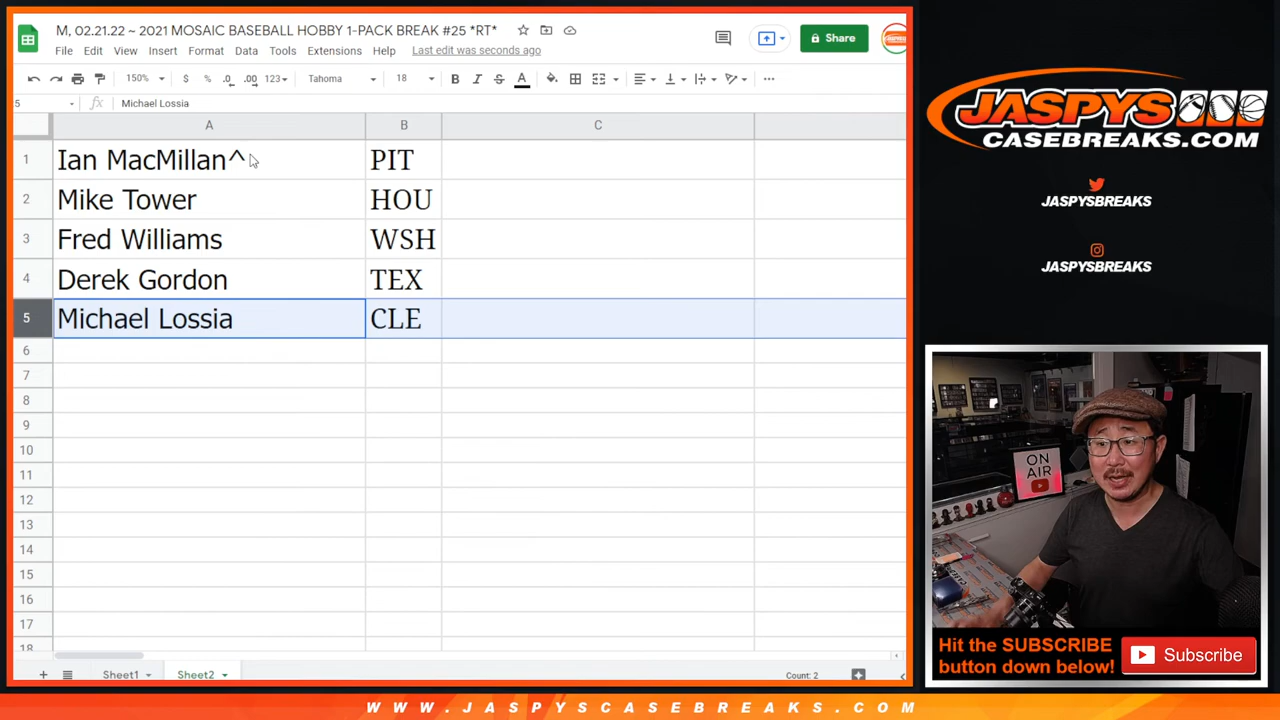 M, 02.21.22 ~ 2021 MOSAIC BASEBALL HOBBY 1-PACK BREAK #25 *RT*
File Edit View Insert Format Data Tools Extensions Help Last edit was seconds ago
Share
150% $ % .0 .00 123 Tahoma 18 B I S A
5 fx Michael Lossia
A B C
1 Ian MacMillan^ PIT
2 Mike Tower HOU
3 Fred Williams WSH
4 Derek Gordon TEX
5 Michael Lossia CLE
6
7
8
9
10
11
12
13
14
15
16
17
18
+ Sheet1 Sheet2 Count: 2
JASPYS
CASEBREAKS.COM
JASPYSBREAKS
JASPYSBREAKS
ON
AIR
Hit the SUBSCRIBE
button down below!
Subscribe
WWW.JASPYSCASEBREAKS.COM